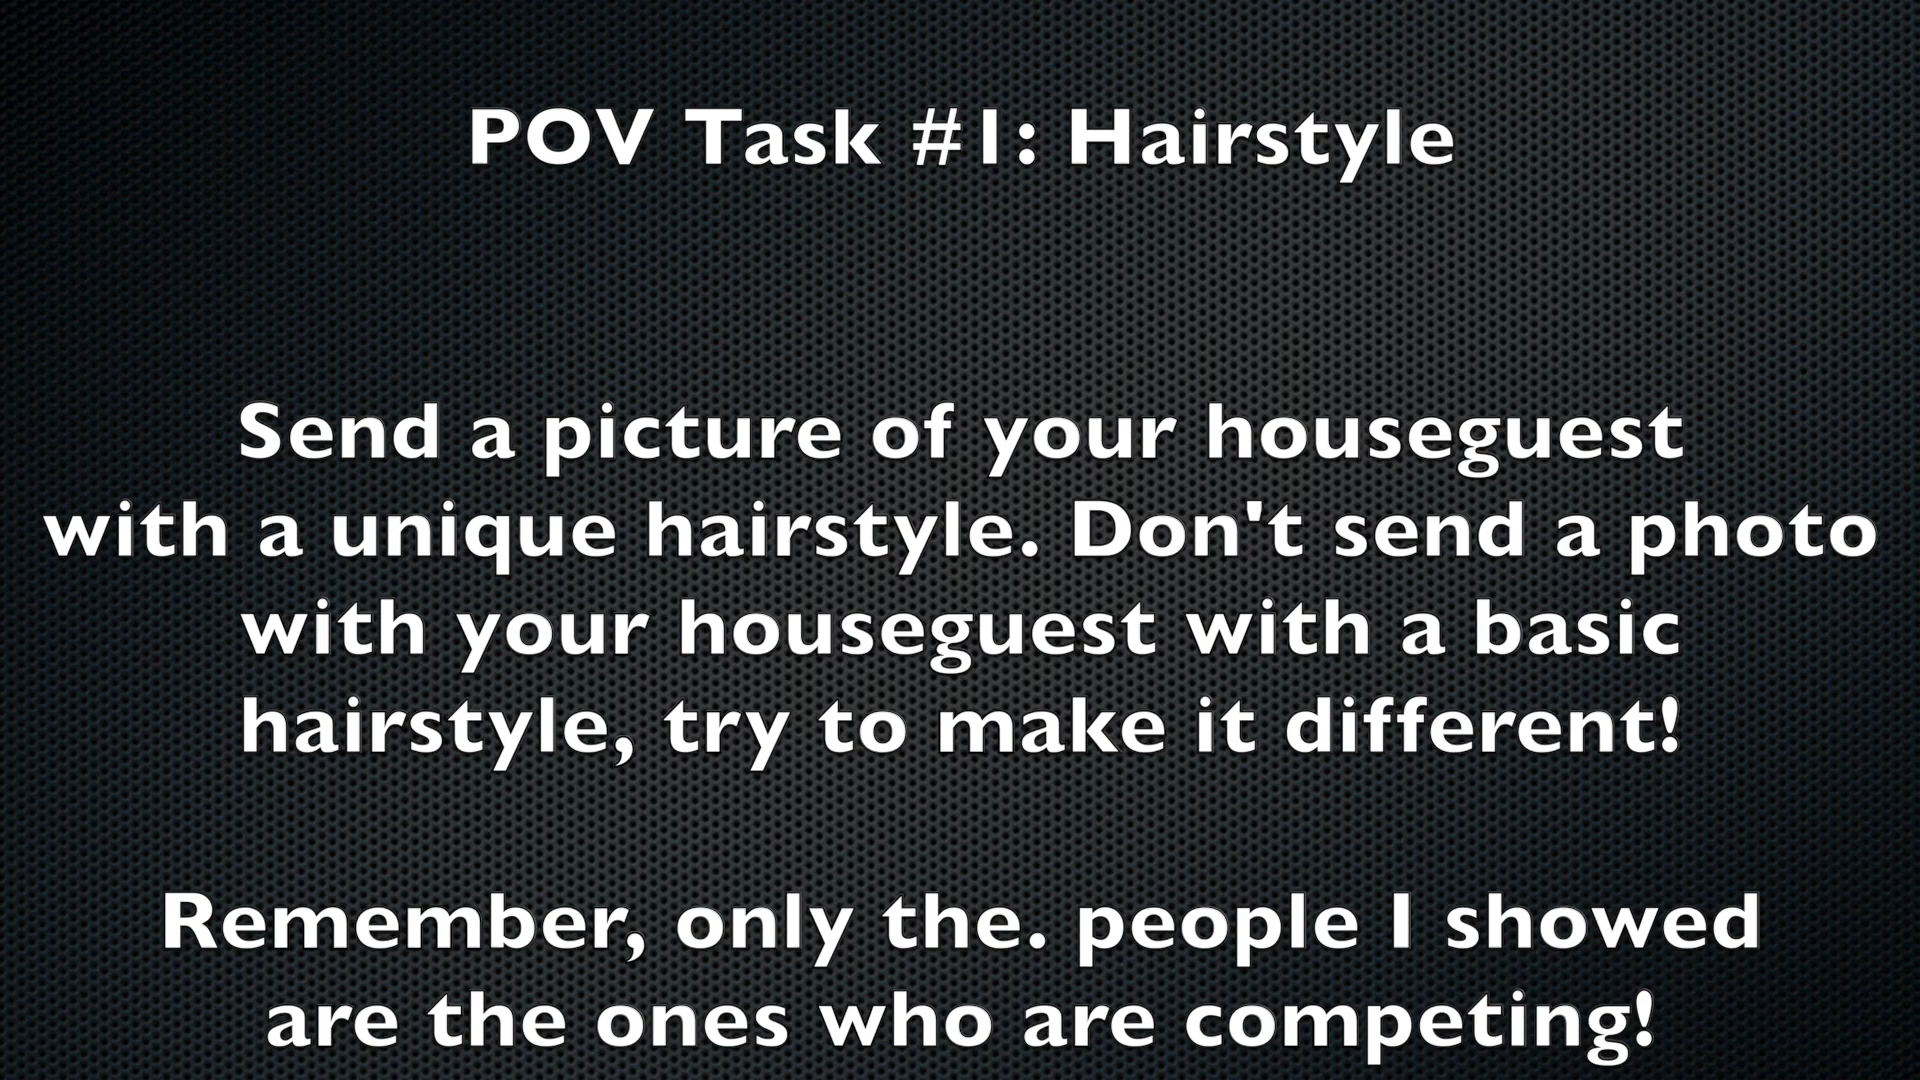 POV Task #1: Hairstyle
Send a picture of your houseguest
with a unique hairstyle. Don't send a photo
with your houseguest with a basic
hairstyle, try to make it different!
Remember, only the. people I showed
are the ones who are competing!